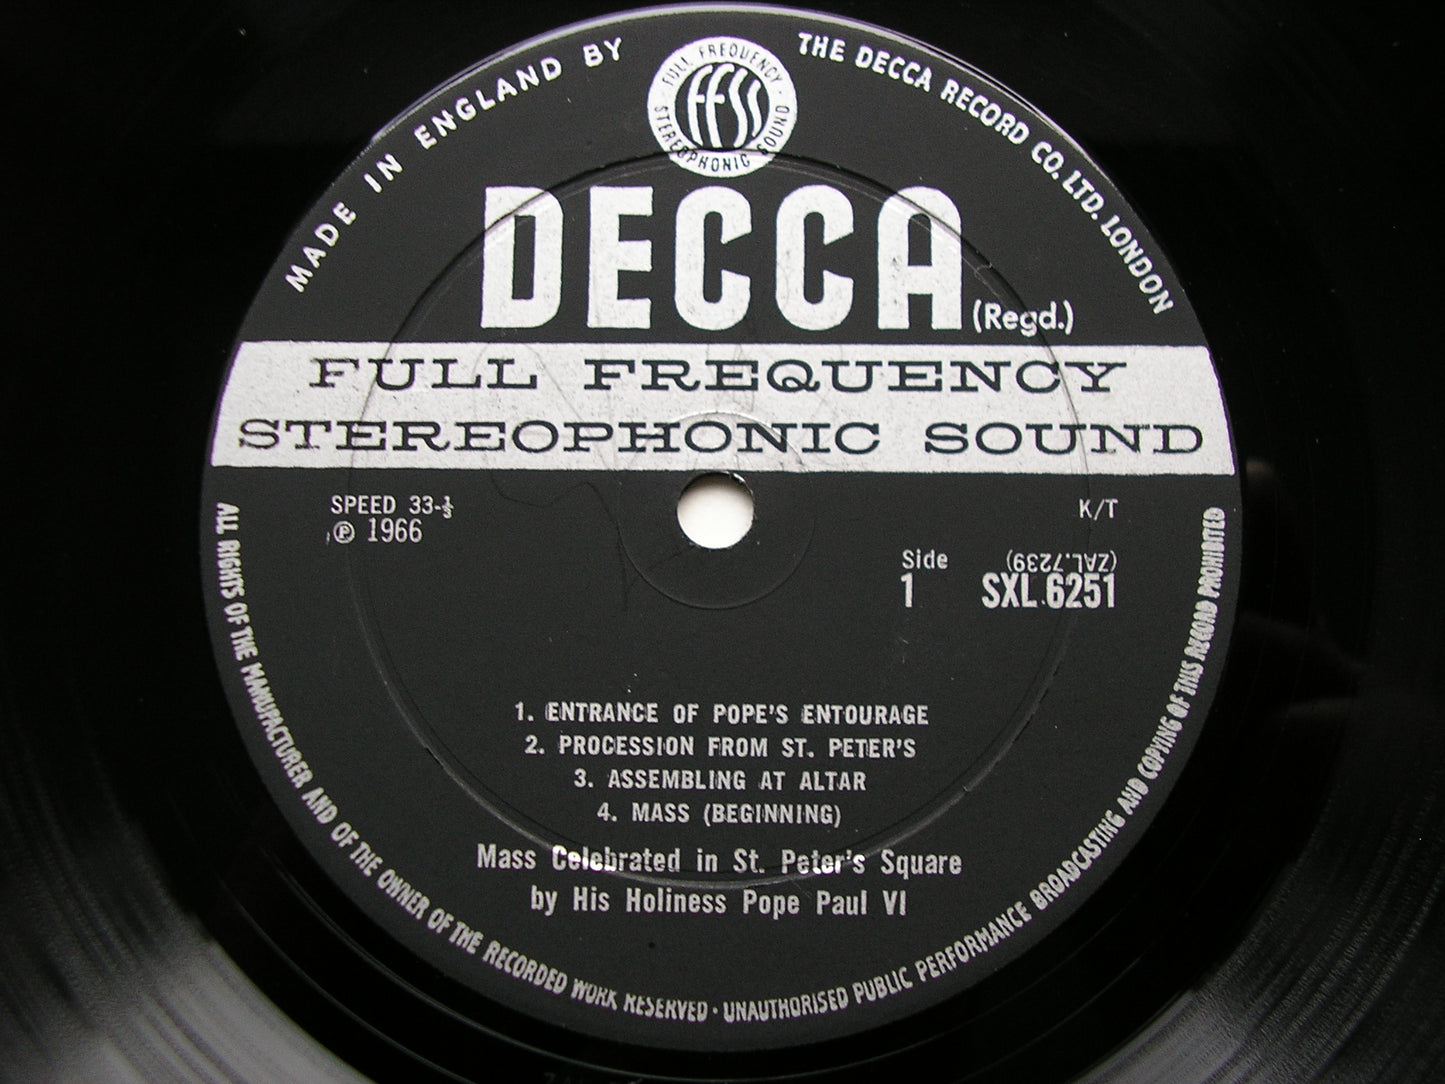 MADE IN ENGLAND BY
THE DECCA RECORD CO. LTD. LONDON
FULL FREQUENCY
FFSS
STEREOPHONIC SOUND
DECCA
(Regd.)
FULL FREQUENCY
STEREOPHONIC SOUND
SPEED 33-⅓
Ⓟ 1966
K/T
(ZAL.7239)
Side
1
SXL.6251
1. ENTRANCE OF POPE'S ENTOURAGE
2. PROCESSION FROM ST. PETER'S
3. ASSEMBLING AT ALTAR
4. MASS (BEGINNING)
Mass Celebrated in St. Peter's Square
by His Holiness Pope Paul VI
ALL RIGHTS OF THE MANUFACTURER AND OF THE OWNER OF THE RECORDED WORK RESERVED · UNAUTHORISED PUBLIC PERFORMANCE BROADCASTING AND COPYING OF THIS RECORD PROHIBITED